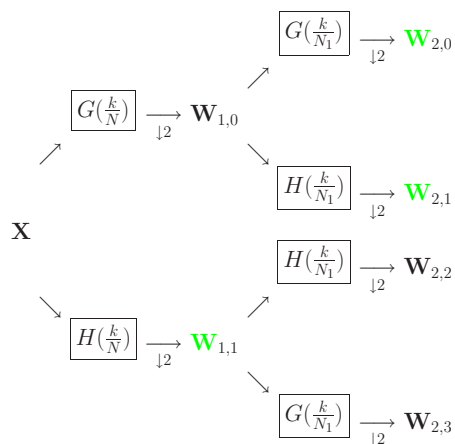 G(k/N₁) ↓2 W₂,₀
G(k/N) ↓2 W₁,₀
H(k/N₁) ↓2 W₂,₁
X
H(k/N₁) ↓2 W₂,₂
H(k/N) ↓2 W₁,₁
G(k/N₁) ↓2 W₂,₃